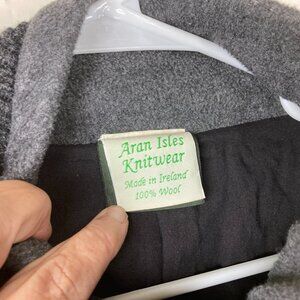 Aran Isles
Knitwear
Made in Ireland
100% Wool